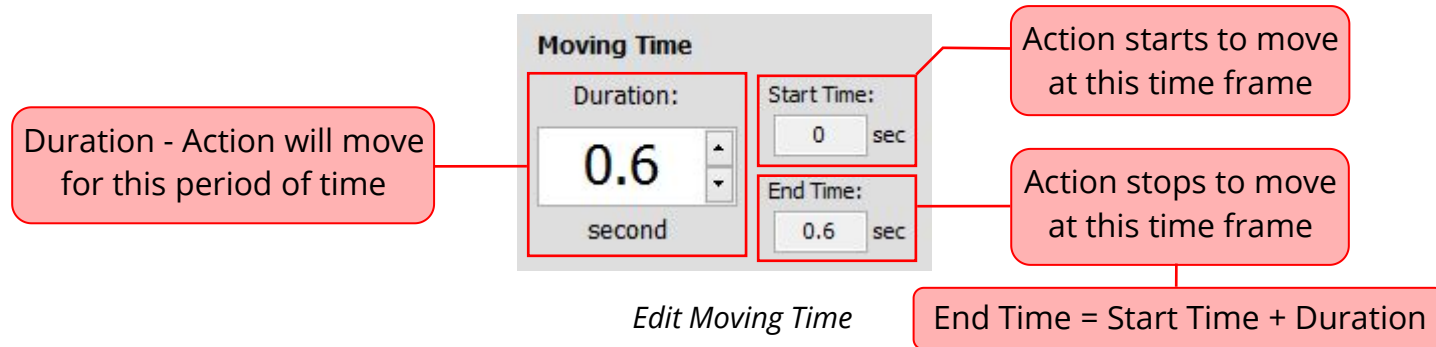 Moving Time
Duration:
0.6
second
Start Time:
0 sec
End Time:
0.6 sec
Duration - Action will move
for this period of time
Action starts to move
at this time frame
Action stops to move
at this time frame
End Time = Start Time + Duration
Edit Moving Time